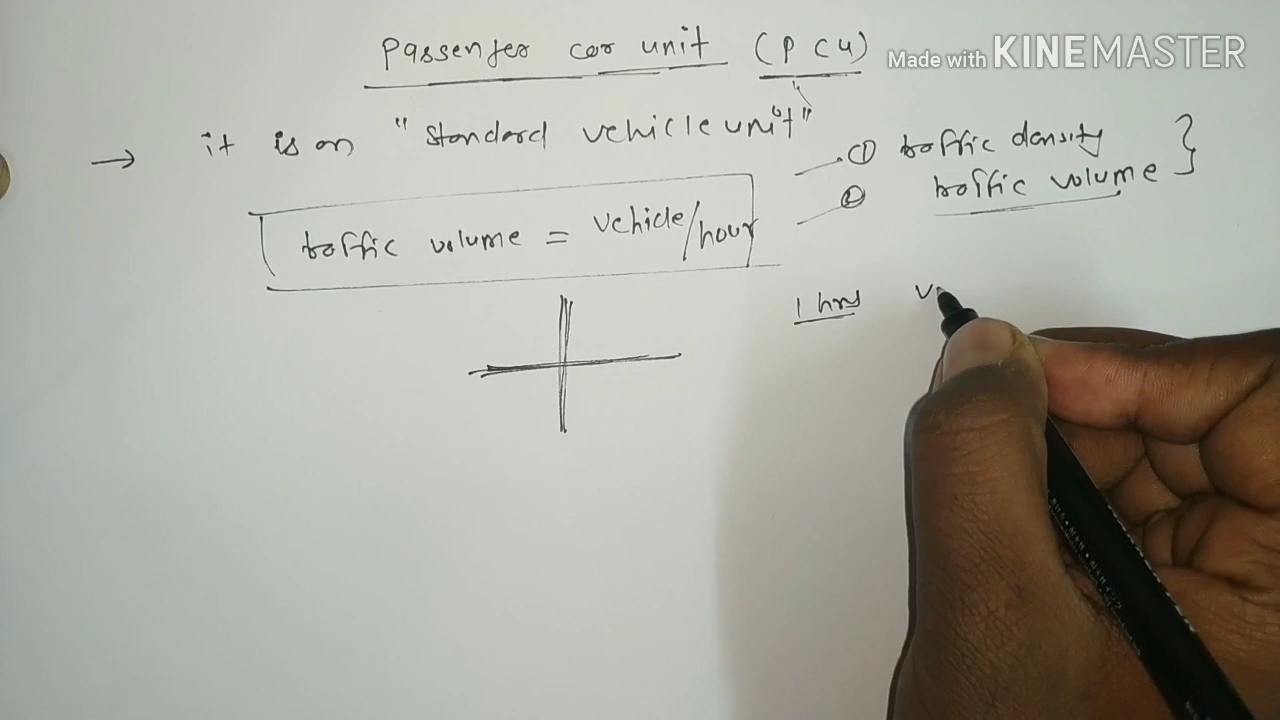 Passenger car unit (PCU)
Made with KINEMASTER
→ it is an "standard vehicle unit"
① traffic density
② traffic volume
traffic volume = vehicle/hour
1 hrs v